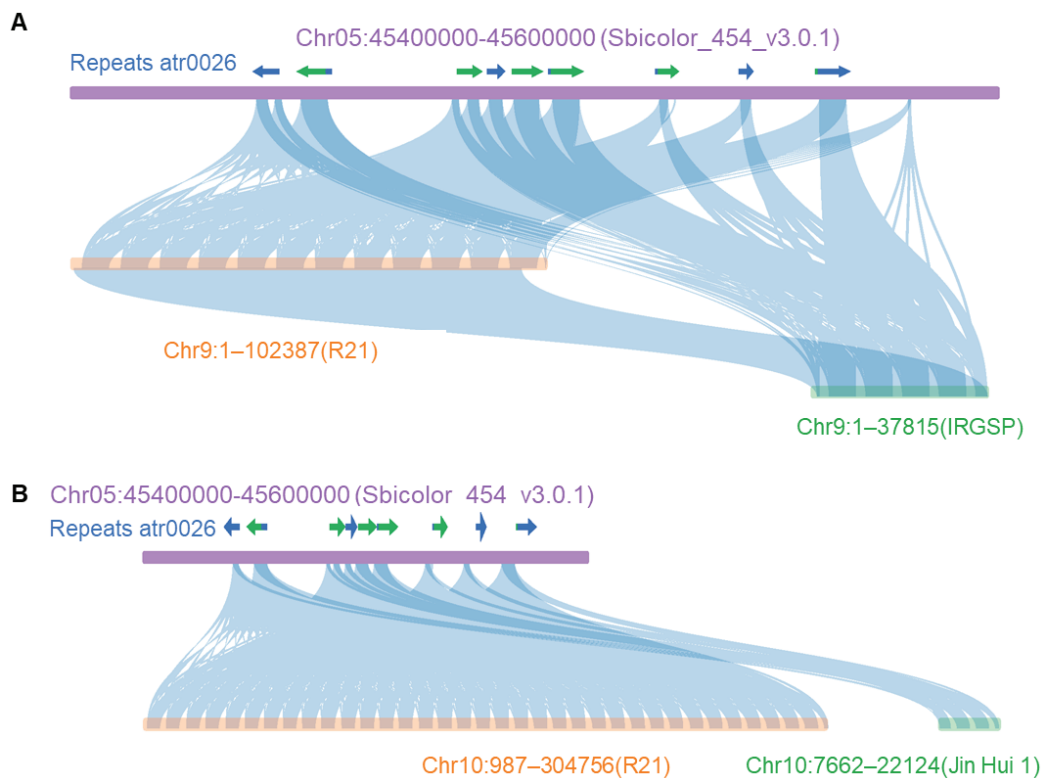 A
Chr05:45400000-45600000 (Sbicolor_454_v3.0.1)
Repeats atr0026
Chr9:1–102387(R21)
Chr9:1–37815(IRGSP)
B
Chr05:45400000-45600000 (Sbicolor 454 v3.0.1)
Repeats atr0026
Chr10:987–304756(R21)
Chr10:7662–22124(Jin Hui 1)